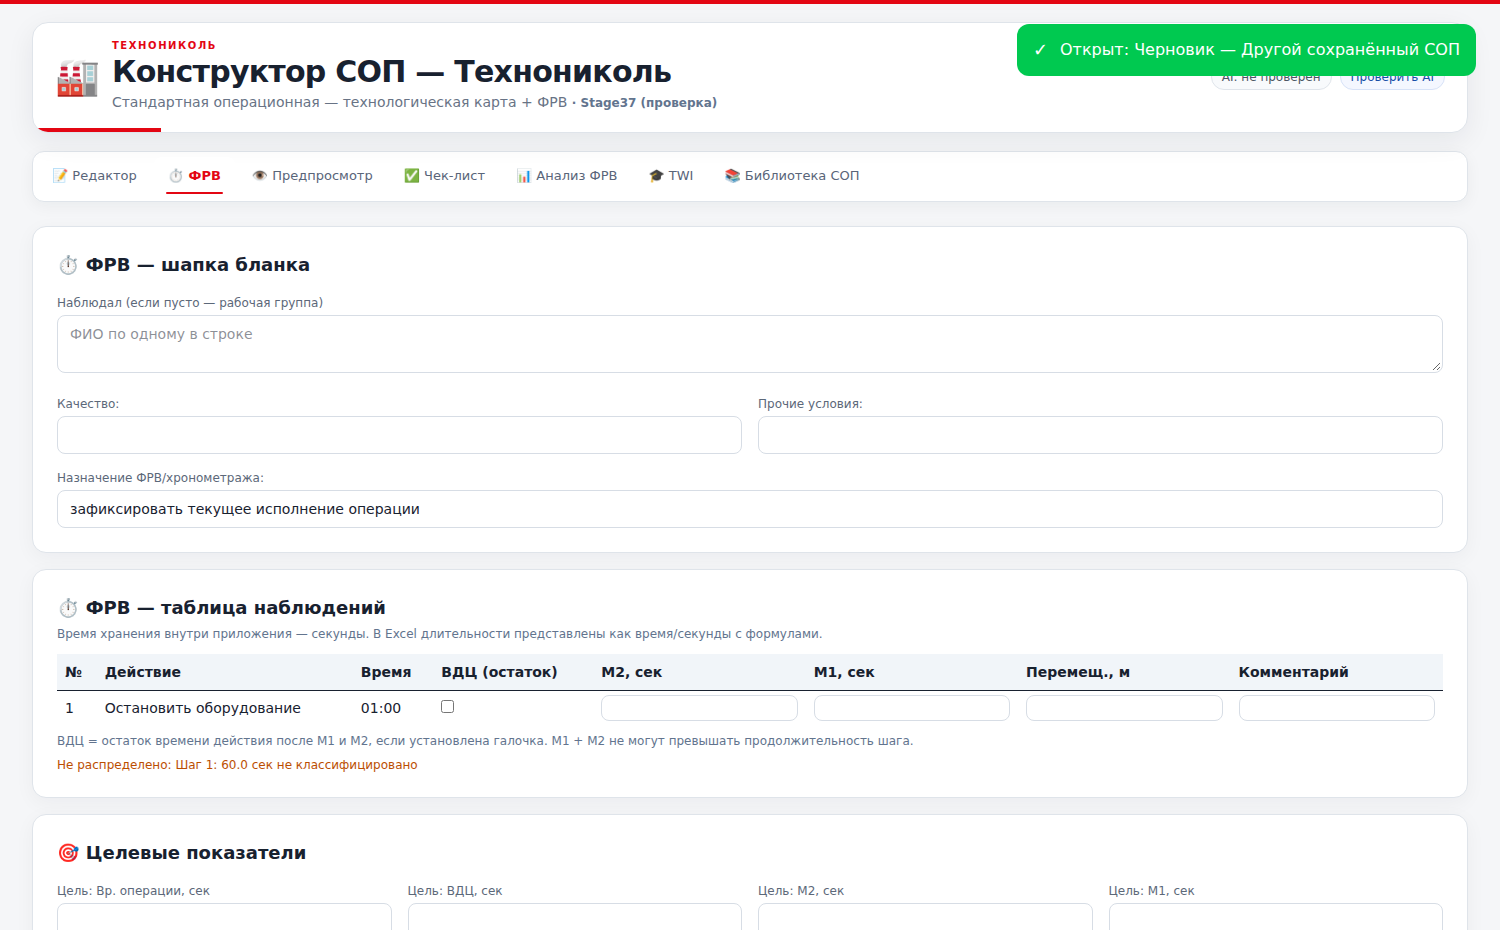 ТЕХНОНИКОЛЬ
Конструктор СОП — Технониколь
Стандартная операционная — технологическая карта + ФРВ · Stage37 (проверка)
✓ Открыт: Черновик — Другой сохранённый СОП
AI: не проверен
Проверить AI
Редактор
ФРВ
Предпросмотр
Чек-лист
Анализ ФРВ
TWI
Библиотека СОП
ФРВ — шапка бланка
Наблюдал (если пусто — рабочая группа)
ФИО по одному в строке
Качество:
Прочие условия:
Назначение ФРВ/хронометража:
зафиксировать текущее исполнение операции
ФРВ — таблица наблюдений
Время хранения внутри приложения — секунды. В Excel длительности представлены как время/секунды с формулами.
№ Действие Время ВДЦ (остаток) М2, сек М1, сек Перемещ., м Комментарий
1 Остановить оборудование 01:00
ВДЦ = остаток времени действия после М1 и М2, если установлена галочка. М1 + М2 не могут превышать продолжительность шага.
Не распределено: Шаг 1: 60.0 сек не классифицировано
Целевые показатели
Цель: Вр. операции, сек
Цель: ВДЦ, сек
Цель: М2, сек
Цель: М1, сек